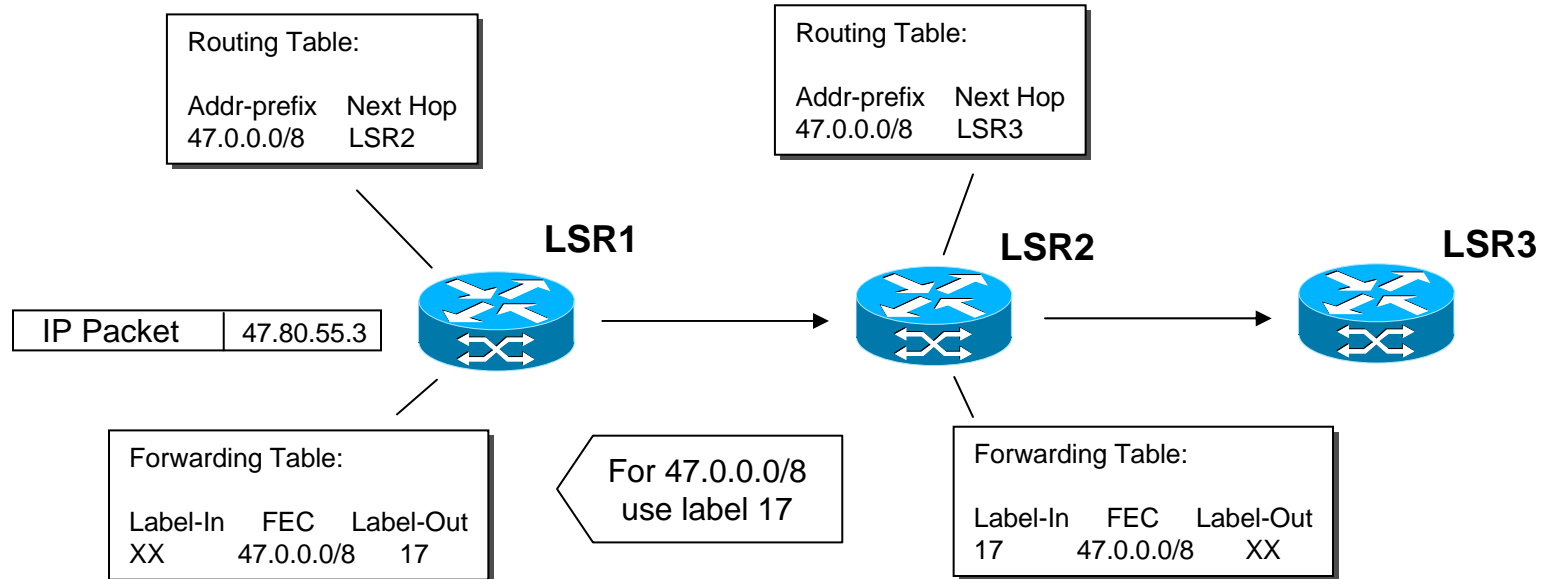 Routing Table:
Addr-prefix Next Hop
47.0.0.0/8 LSR2
Routing Table:
Addr-prefix Next Hop
47.0.0.0/8 LSR3
LSR1
LSR2
LSR3
IP Packet 47.80.55.3
Forwarding Table:
Label-In FEC Label-Out
XX 47.0.0.0/8 17
For 47.0.0.0/8
use label 17
Forwarding Table:
Label-In FEC Label-Out
17 47.0.0.0/8 XX